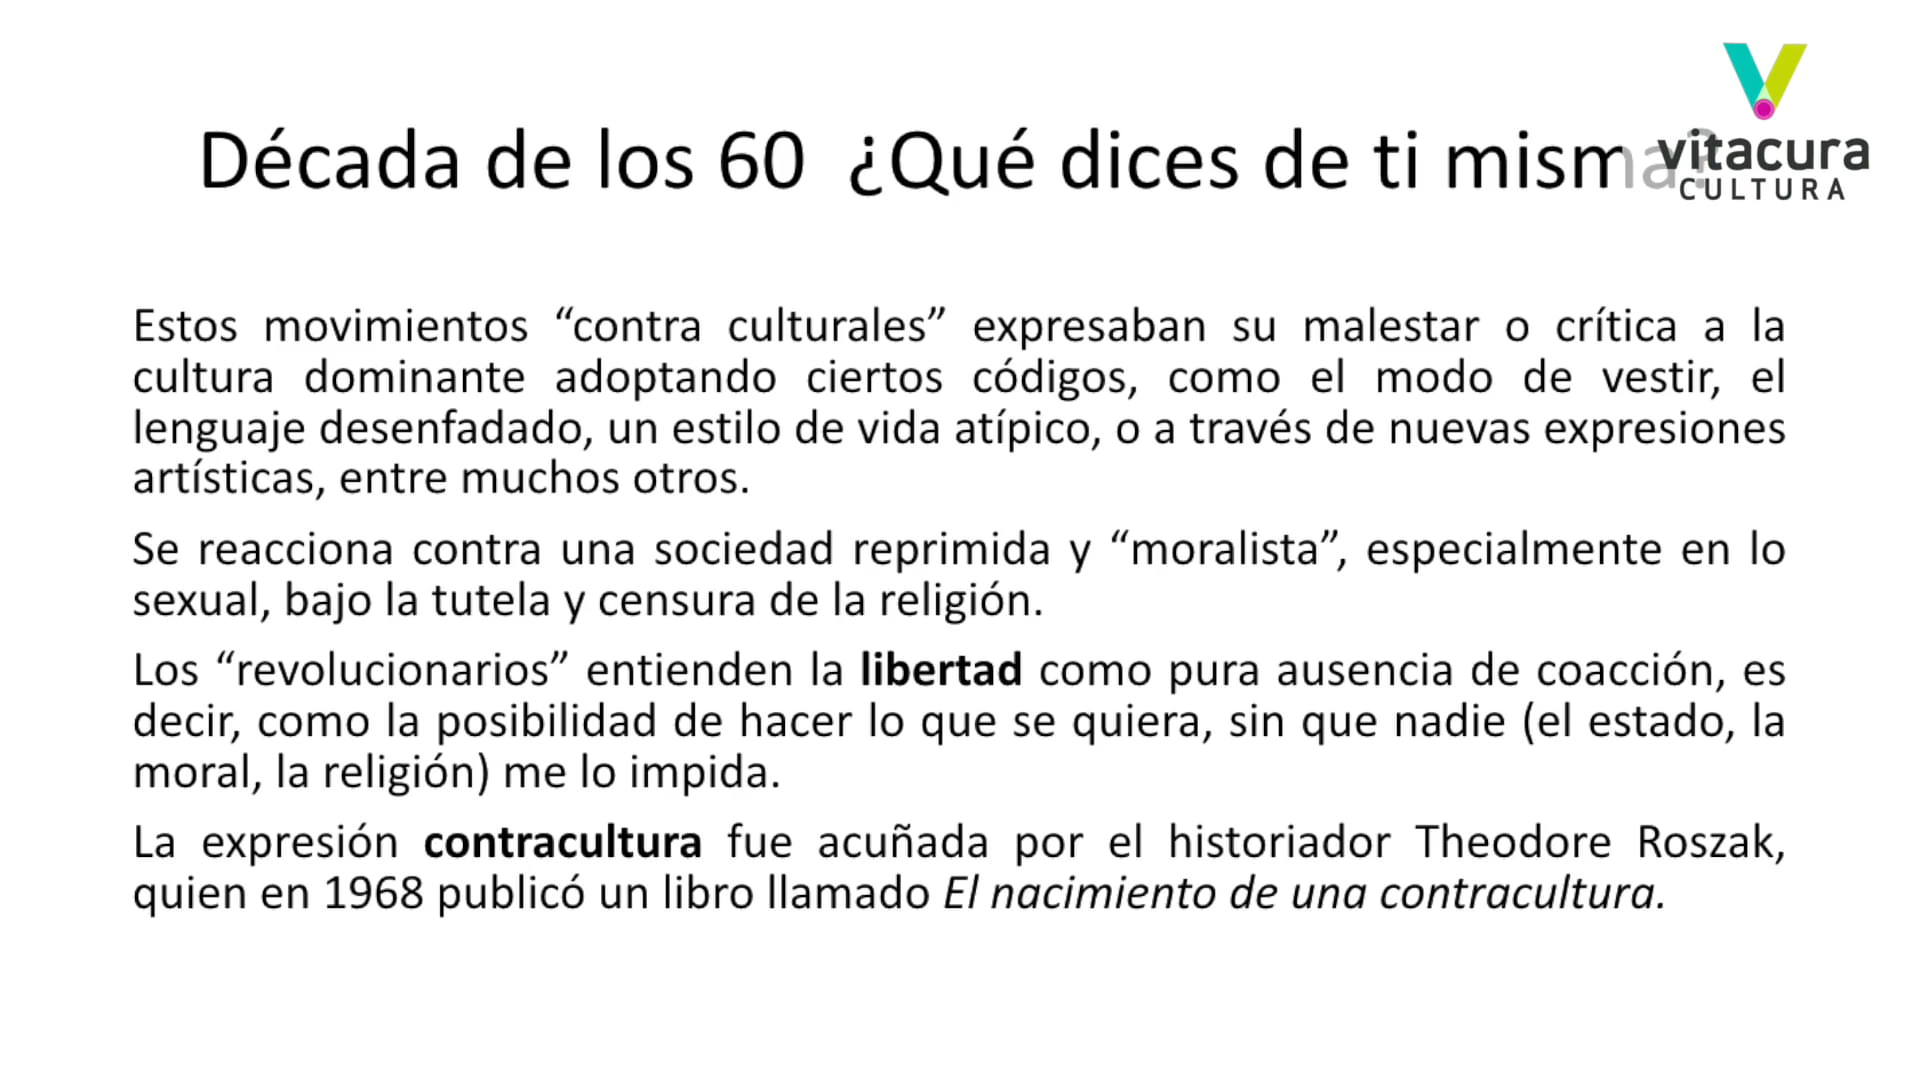 Década de los 60 ¿Qué dices de ti misma?
vitacura
CULTURA
Estos movimientos “contra culturales” expresaban su malestar o crítica a la
cultura dominante adoptando ciertos códigos, como el modo de vestir, el
lenguaje desenfadado, un estilo de vida atípico, o a través de nuevas expresiones
artísticas, entre muchos otros.
Se reacciona contra una sociedad reprimida y “moralista”, especialmente en lo
sexual, bajo la tutela y censura de la religión.
Los “revolucionarios” entienden la libertad como pura ausencia de coacción, es
decir, como la posibilidad de hacer lo que se quiera, sin que nadie (el estado, la
moral, la religión) me lo impida.
La expresión contracultura fue acuñada por el historiador Theodore Roszak,
quien en 1968 publicó un libro llamado El nacimiento de una contracultura.